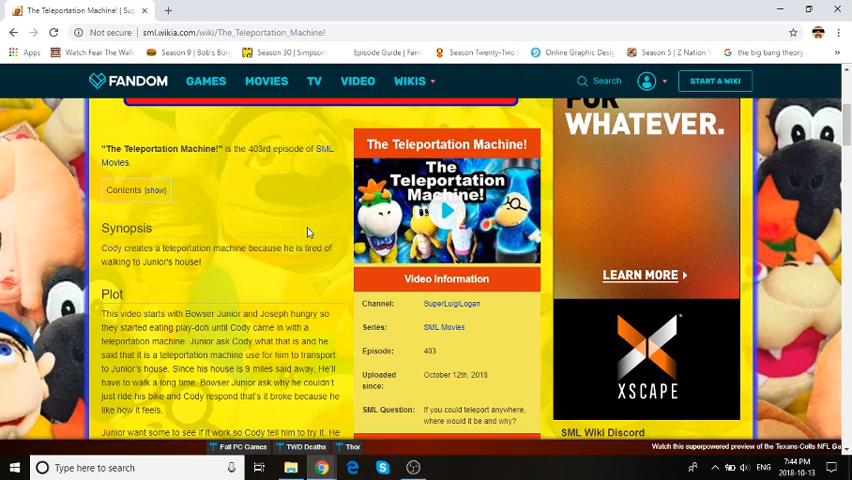 The Teleportation Machine! | Sup
Not secure | sml.wikia.com/wiki/The_Teleportation_Machine!
Apps Watch Fear The Walk Season 9 | Bob's Burg Season 30 | Simpson Episode Guide | Fam Season Twenty-Two Online Graphic Desig Season 5 | Z Nation the big bang theory
FANDOM GAMES MOVIES TV VIDEO WIKIS Search START A WIKI
FOR
WHATEVER.
"The Teleportation Machine!" is the 403rd episode of SML
Movies.
Contents [show]
Synopsis
Cody creates a teleportation machine because he is tired of
walking to Junior's house!
Plot
This video starts with Bowser Junior and Joseph hungry so
they started eating play-doh until Cody came in with a
teleportation machine. Junior ask Cody what that is and he
said that it is a teleportation machine use for him to transport
to Junior's house. Since his house is 9 miles said away, He'll
have to walk a long time. Bowser Junior ask why he couldn't
just ride his bike and Cody respond that's it broke because he
like how it feels.
Junior want some to see if it work so Cody tell him to try it. He
The Teleportation Machine!
The
Teleportation
Machine!
Video Information
Channel: SuperLuigiLogan
Series: SML Movies
Episode: 403
Uploaded
since: October 12th, 2018
SML Question: If you could teleport anywhere,
where would it be and why?
LEARN MORE
XSCAPE
SML Wiki Discord
Fall PC Games TWD Deaths Thor
Watch this superpowered preview of the Texans-Colts NFL Ga
Type here to search
ENG
7:44 PM
2018-10-13